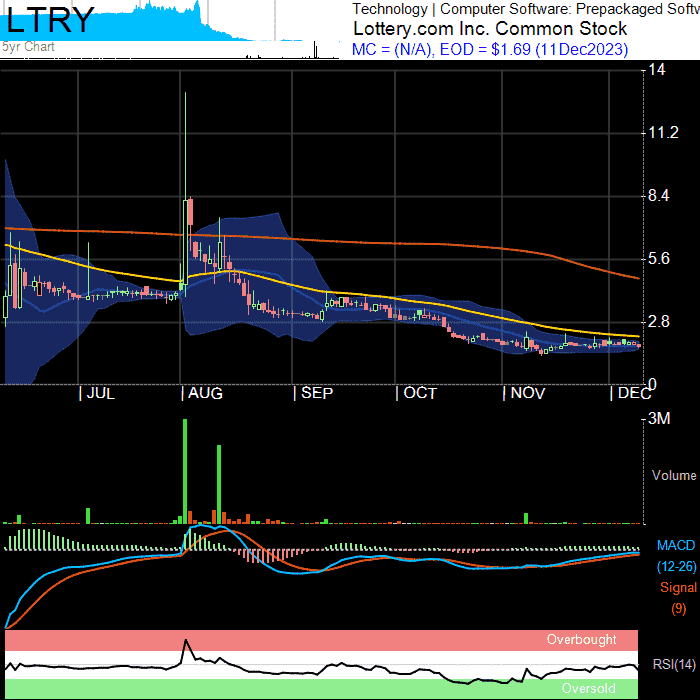 LTRY
5yr Chart
Technology | Computer Software: Prepackaged Softw
Lottery.com Inc. Common Stock
MC = (N/A), EOD = $1.69 (11Dec2023)
14
11.2
8.4
5.6
2.8
0
| JUL | AUG | SEP | OCT | NOV | DEC
3M
Volume
MACD
(12-26)
Signal
(9)
Overbought
RSI(14)
Oversold